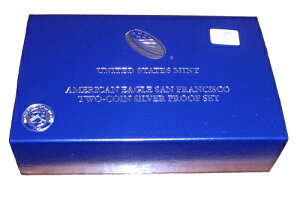 UNITED STATES MINT
AMERICAN EAGLE SAN FRANCISCO
TWO-COIN SILVER PROOF SET